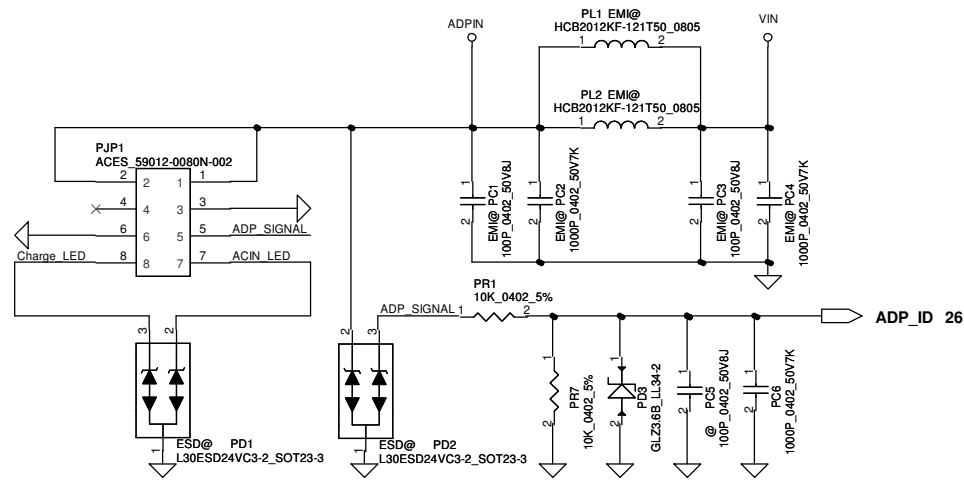 ADPIN
PL1 EMI@
HCB2012KF-121T50_0805
1 2
VIN
PL2 EMI@
HCB2012KF-121T50_0805
1 2
PJP1
ACES_59012-0080N-002
2 2 1 1
4 4 3 3
6 6 5 5 ADP_SIGNAL
Charge_LED 8 8 7 7 ACIN_LED
1 2
EMI@ PC1
100P_0402_50V8J
1 2
EMI@ PC2
1000P_0402_50V7K
1 2
EMI@ PC3
100P_0402_50V8J
1 2
EMI@ PC4
1000P_0402_50V7K
PR1
10K_0402_5%
ADP_SIGNAL 1 2
ADP_ID 26
3 2
1
ESD@ PD1
L30ESD24VC3-2_SOT23-3
2 3
1
ESD@ PD2
L30ESD24VC3-2_SOT23-3
1 2
PR7
10K_0402_5%
1 2
PD3
GLZ3.6B_LL34-2
1 2
@ PC5
100P_0402_50V8J
1 2
PC6
1000P_0402_50V7K